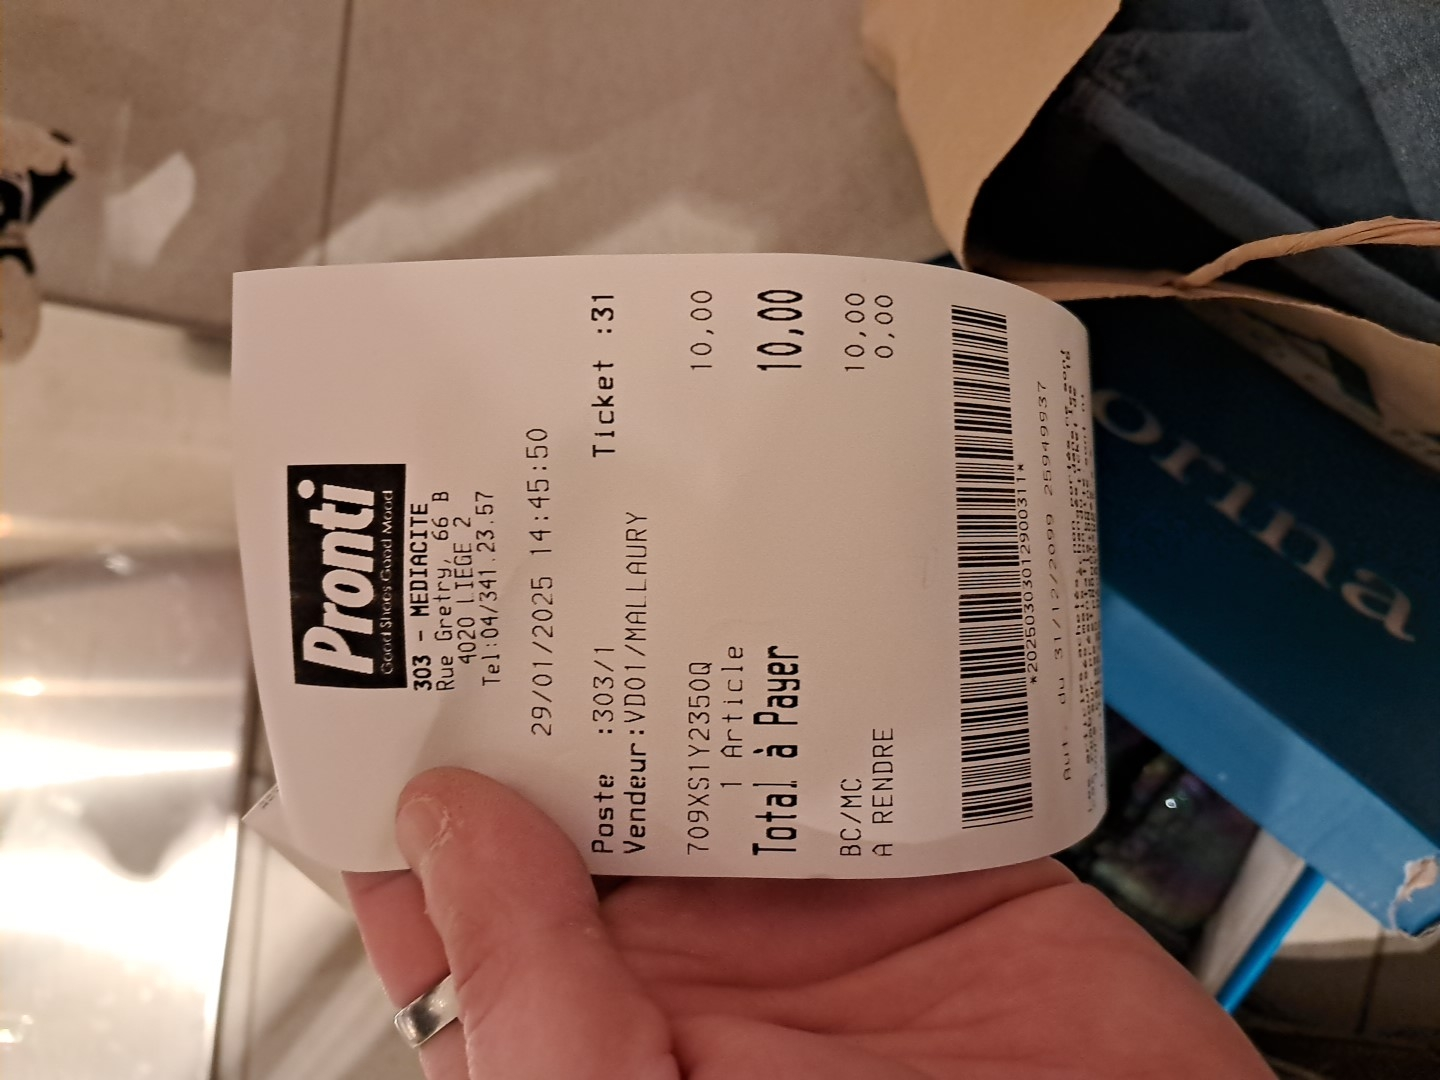 Pronti
Good Shoes Good Mood
303 - MEDIACITE
Rue Gretry, 66 B
4020 LIEGE 2
Tel:04/341.23.57
29/01/2025 14:45:50
Poste :303/1 Ticket :31
Vendeur:VD01/MALLAURY
709XS1Y2350Q 10,00
1 Article
Total à Payer 10,00
BC/MC 10,00
A RENDRE 0,00
*20250303012900311*
Aut. du 31/12/2099 25949937
orina